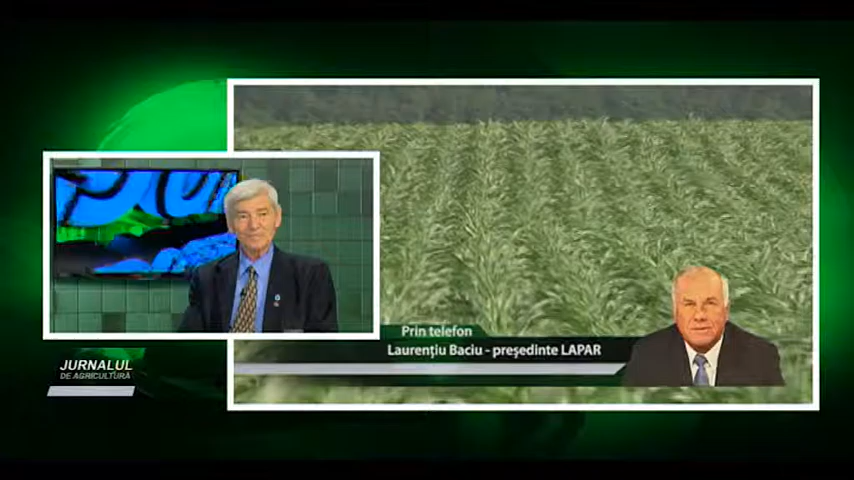 Prin telefon
Laurențiu Baciu - președinte LAPAR
JURNALUL
DE AGRICULTURĂ